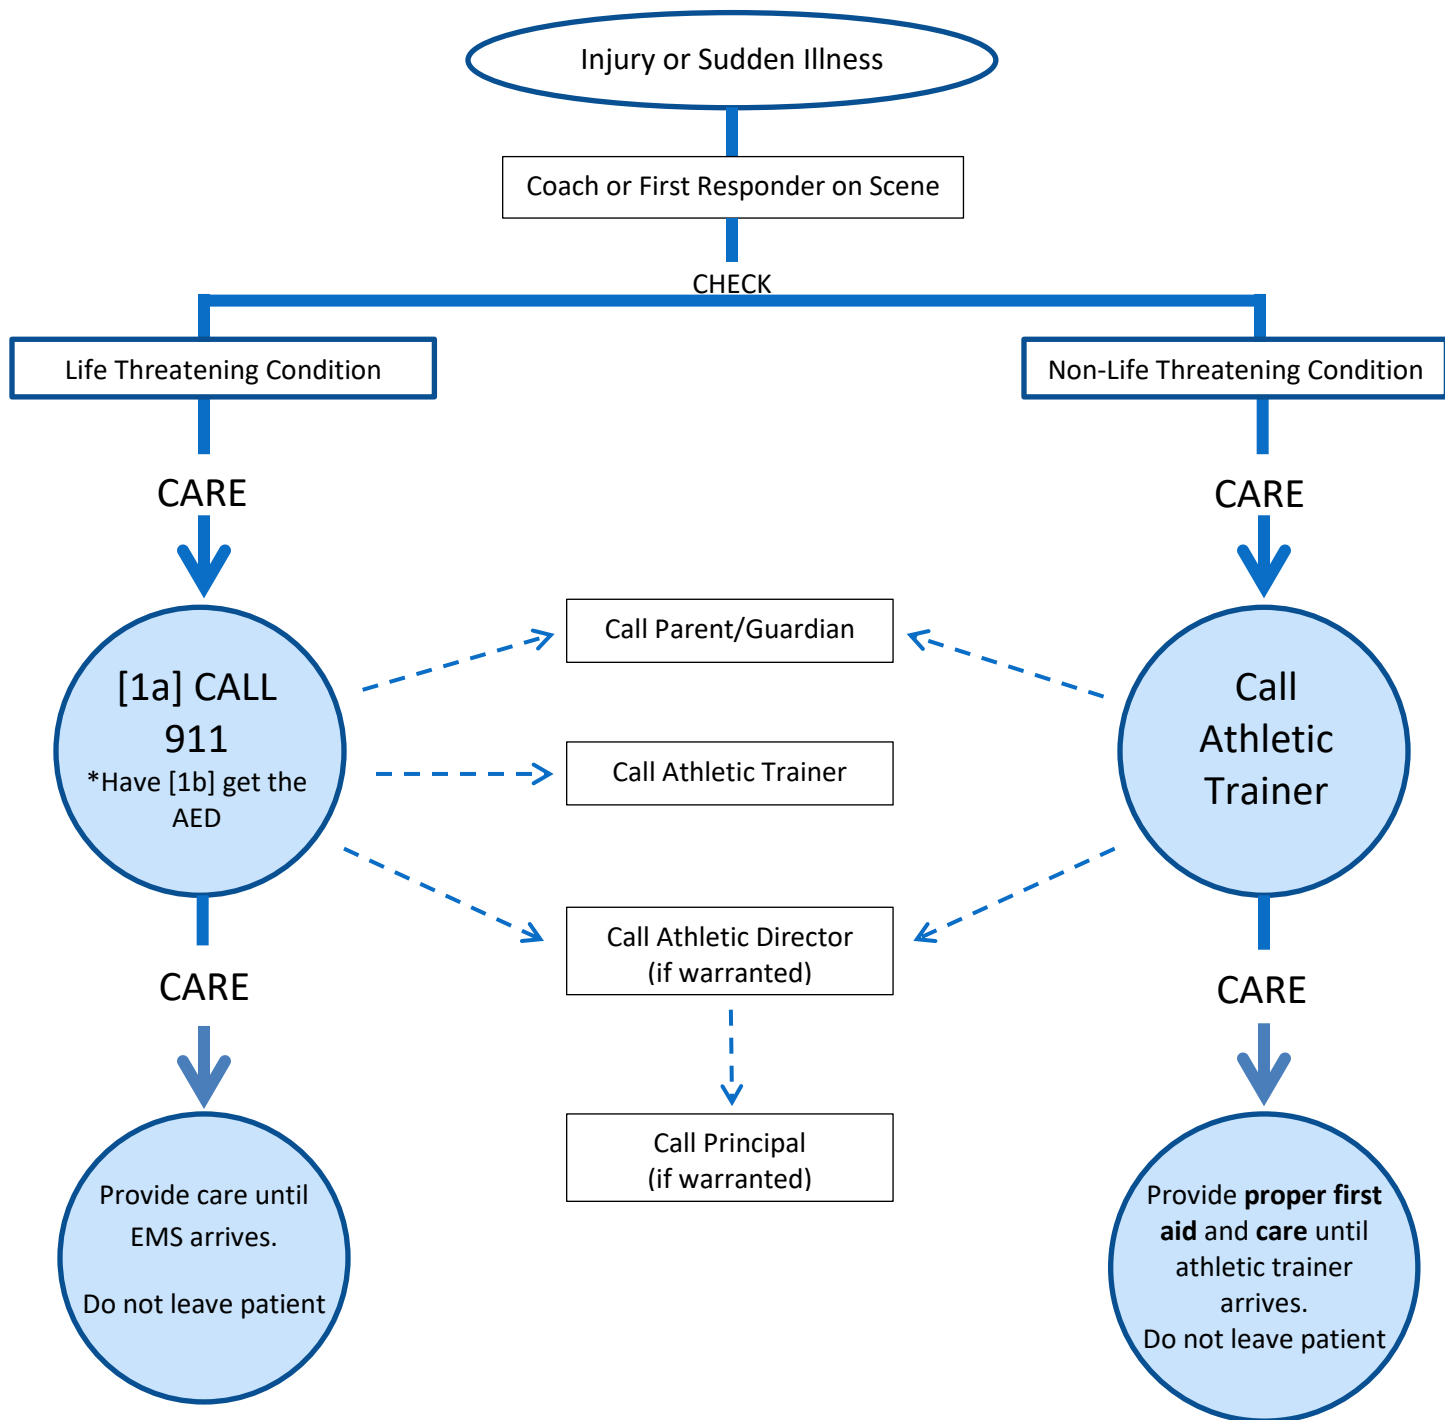 Injury or Sudden Illness
Coach or First Responder on Scene
CHECK
Life Threatening Condition
Non-Life Threatening Condition
CARE
CARE
[1a] CALL
911
*Have [1b] get the
AED
Call Parent/Guardian
Call Athletic Trainer
Call Athletic Director
(if warranted)
Call Principal
(if warranted)
Call
Athletic
Trainer
CARE
CARE
Provide care until
EMS arrives.
Do not leave patient
Provide proper first
aid and care until
athletic trainer
arrives.
Do not leave patient